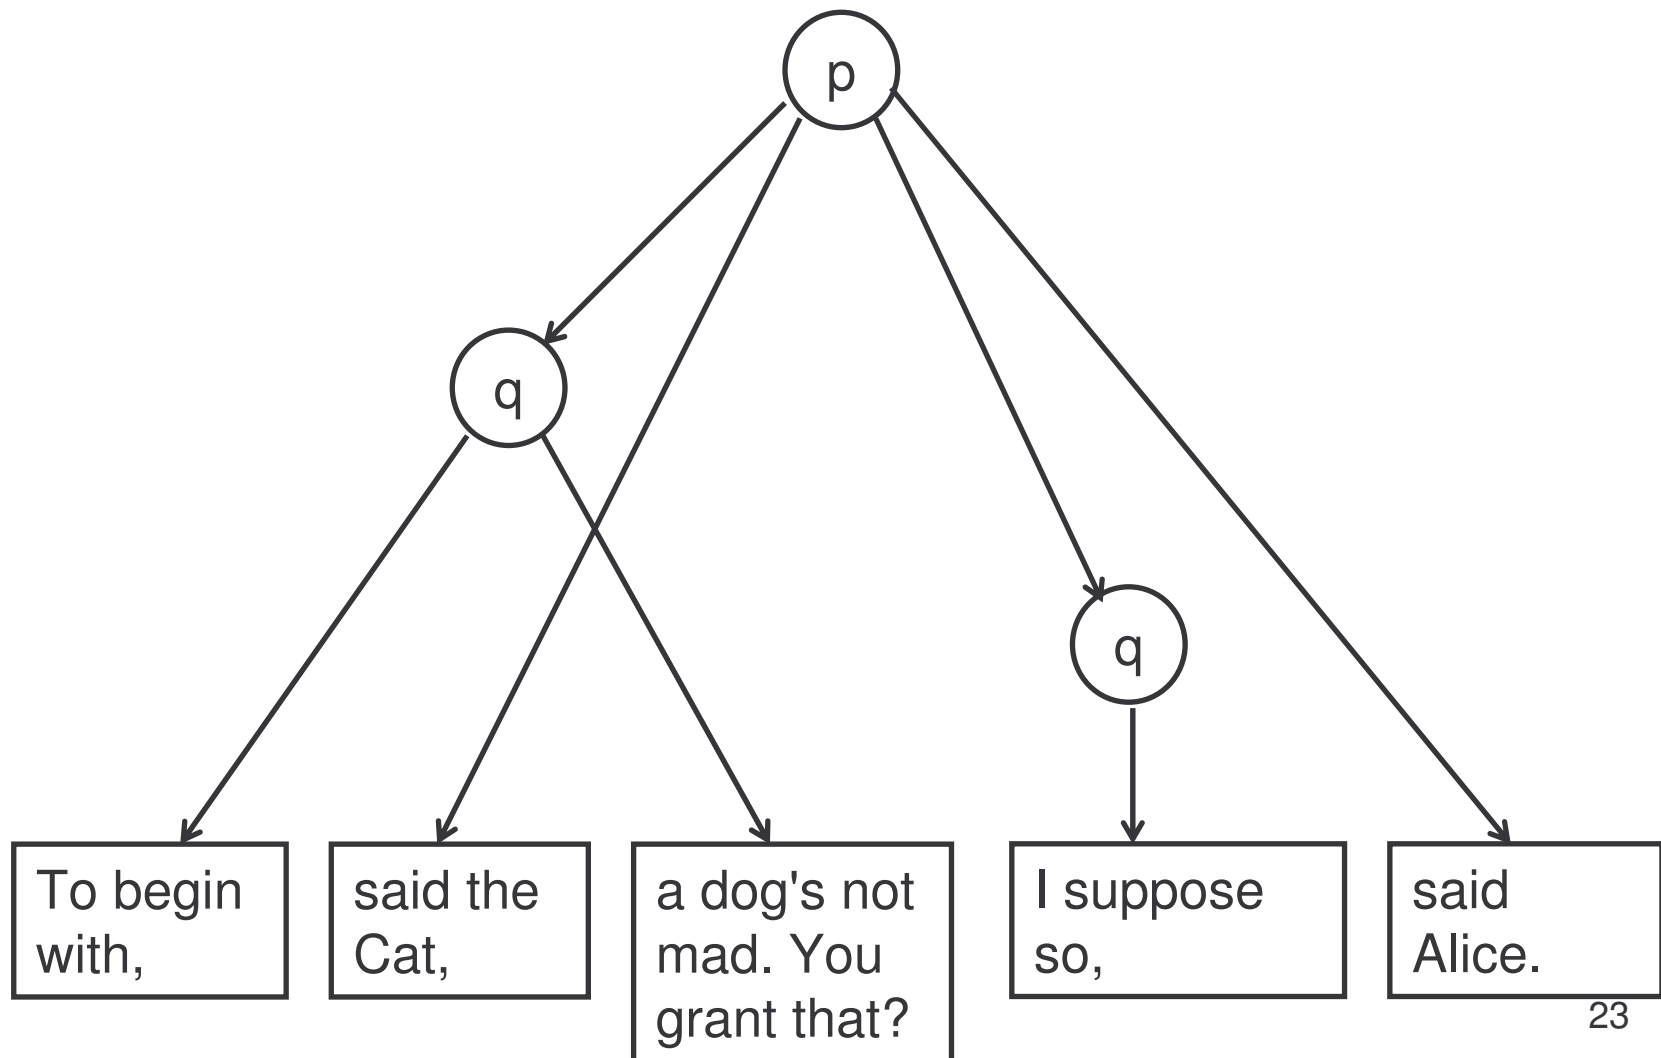 p
q
q
To begin
with,
said the
Cat,
a dog's not
mad. You
grant that?
I suppose
so,
said
Alice.
23